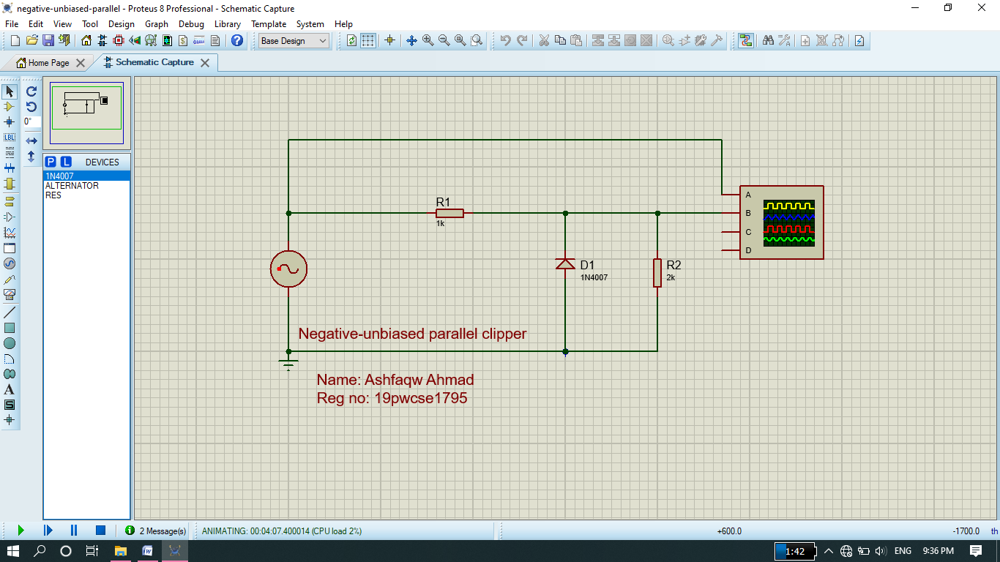 negative-unbiased-parallel - Proteus 8 Professional - Schematic Capture
File Edit View Tool Design Graph Debug Library Template System Help
Base Design
Home Page Schematic Capture
0°
P L DEVICES
1N4007
ALTERNATOR
RES
LBL
A
S
R1
1k
A
B
C
D
D1
1N4007
R2
2k
Negative-unbiased parallel clipper
Name: Ashfaqw Ahmad
Reg no: 19pwcse1795
2 Message(s) ANIMATING: 00:04:07.400014 (CPU load 2%) +600.0 -1700.0 th
1:42 ENG 9:36 PM